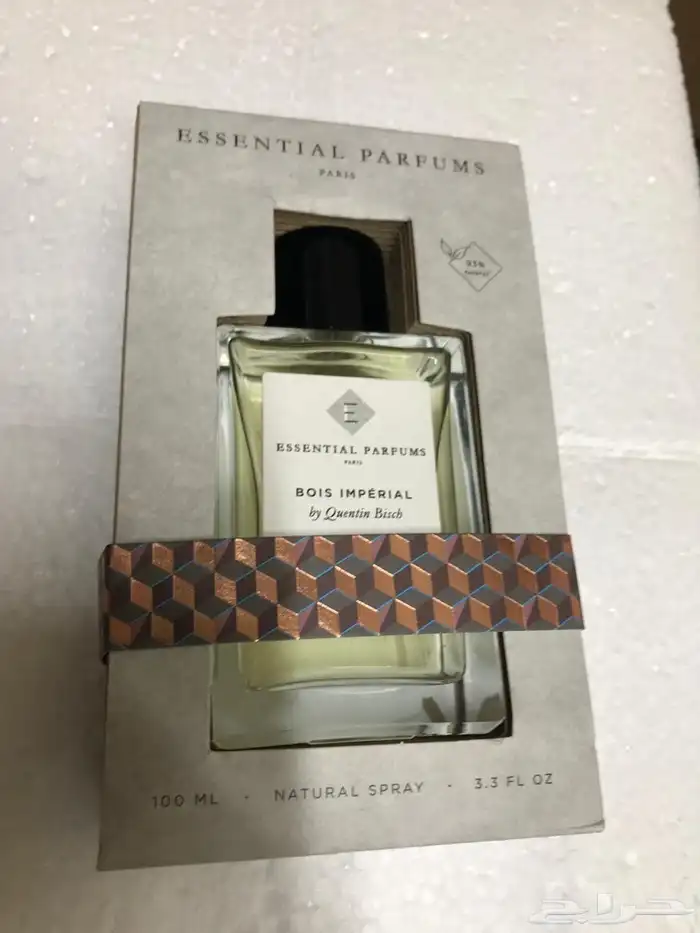 ESSENTIAL PARFUMS
PARIS
93%
E
ESSENTIAL PARFUMS
PARIS
BOIS IMPÉRIAL
by Quentin Bisch
100 ML · NATURAL SPRAY · 3.3 FL OZ
حراج